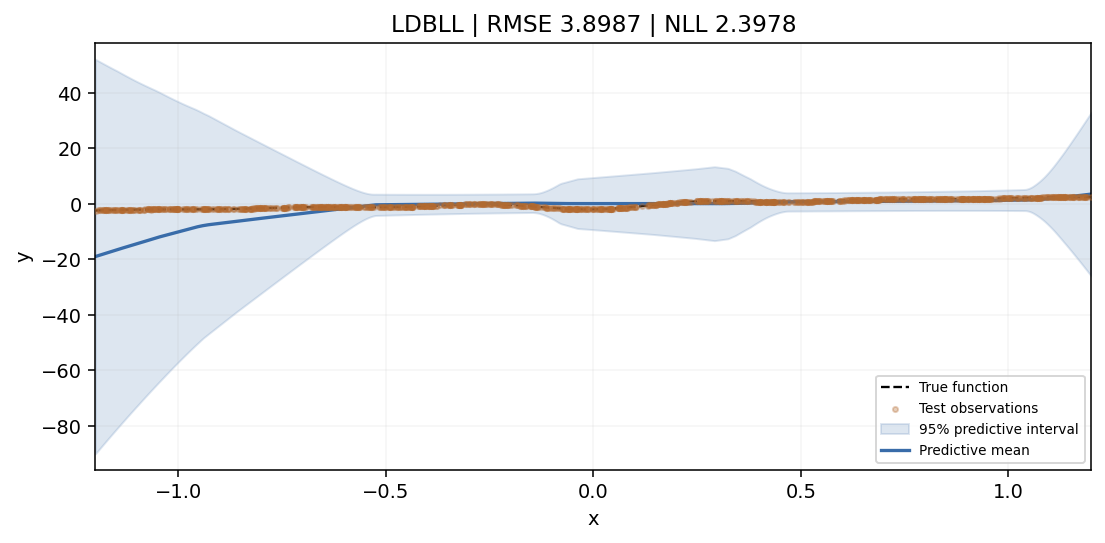 LDBLL | RMSE 3.8987 | NLL 2.3978
40
20
0
−20
−40
−60
−80
y
−1.0
−0.5
0.0
0.5
1.0
x
True function
Test observations
95% predictive interval
Predictive mean